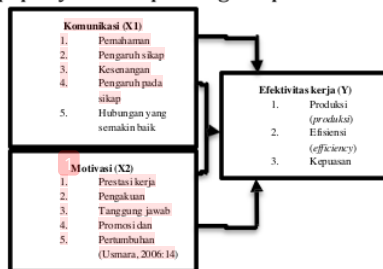 Komunikasi (X1)
1. Pemahaman
2. Pengaruh sikap
3. Kesenangan
4. Pengaruh pada
sikap
5. Hubungan yang
semakin baik
Efektivitas kerja (Y)
1. Produksi
(produksi)
2. Efisiensi
(efficiency)
3. Kepuasan
1
Motivasi (X2)
1. Prestasi kerja
2. Pengakuan
3. Tanggung jawab
4. Promosi dan
5. Pertumbuhan
(Usmara, 2006:14)